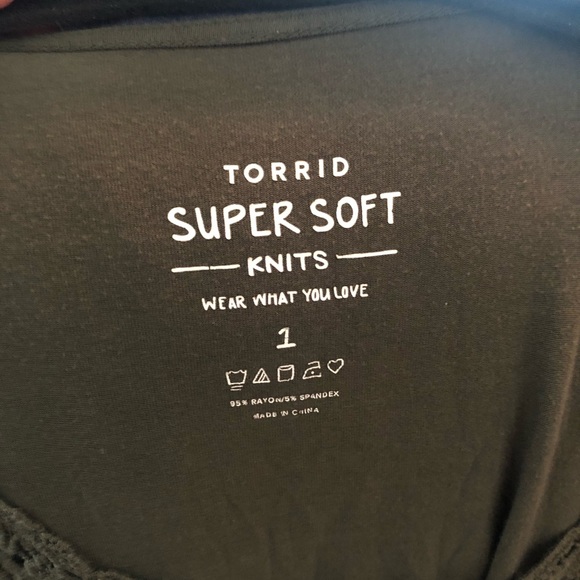 TORRID
SUPER SOFT
KNITS
WEAR WHAT YOU LOVE
1
95% RAYON/5% SPANDEX
MADE IN CHINA